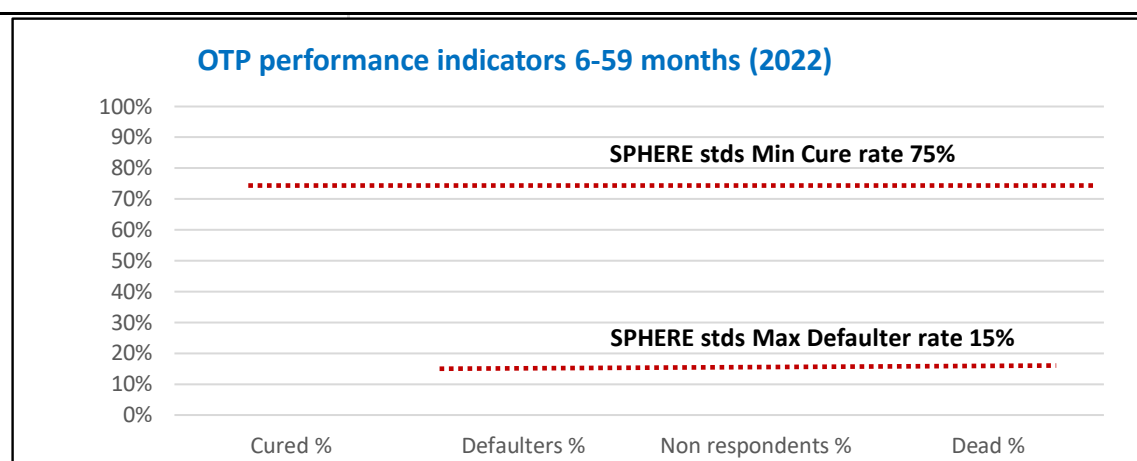 OTP performance indicators 6-59 months (2022)
100%
90%
SPHERE stds Min Cure rate 75%
80%
70%
60%
50%
40%
30%
SPHERE stds Max Defaulter rate 15%
20%
10%
0%
Cured % Defaulters % Non respondents % Dead %